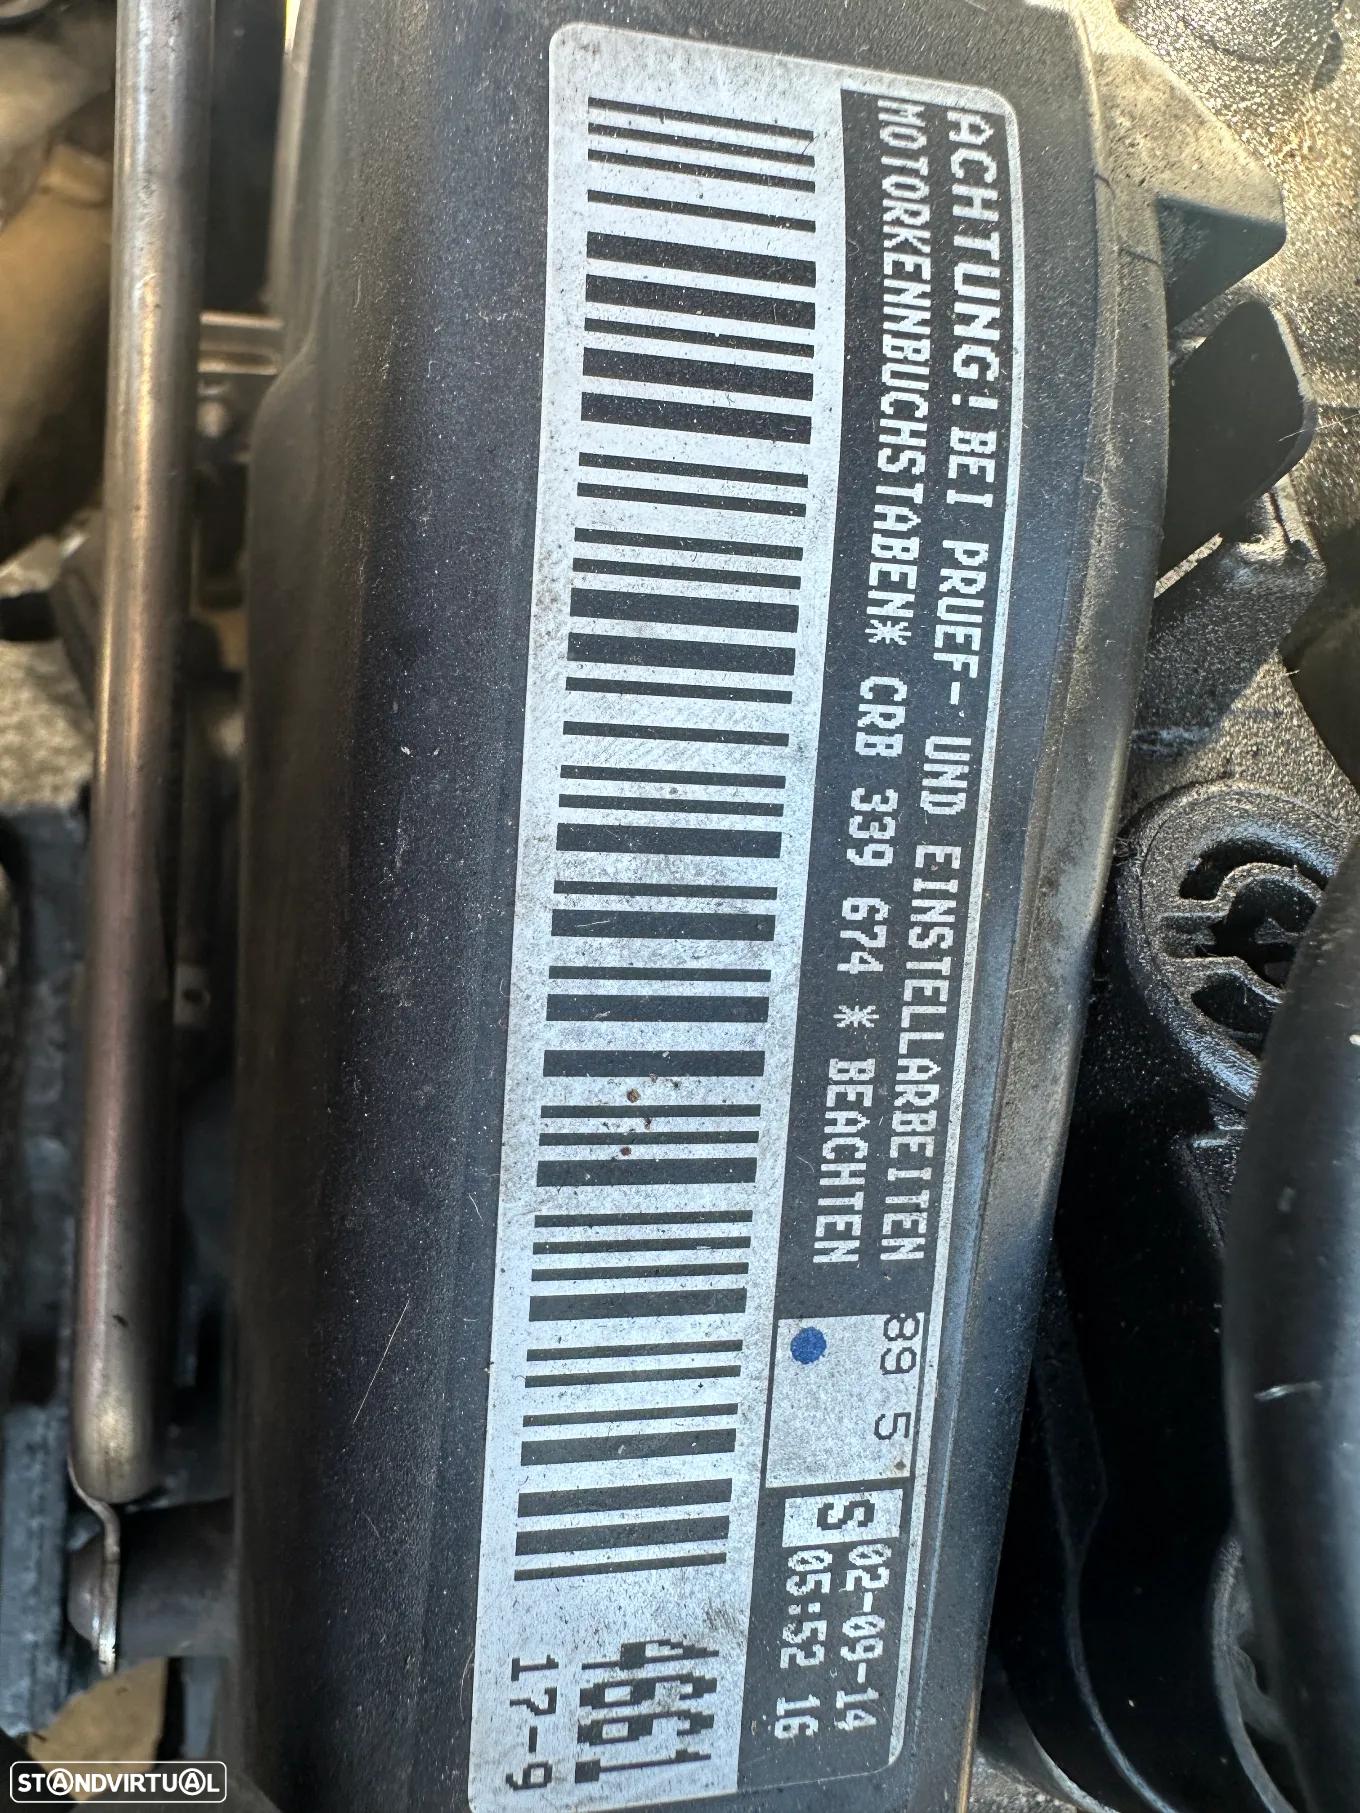 ACHTUNG! BEI PRUEF- UND EINSTELLARBEITEN
MOTORKENNBUCHSTABEN* CRB 339 674 * BEACHTEN
89 5
S 02-09-14
S 05:52 16
4661
17-9
STANDVIRTUAL